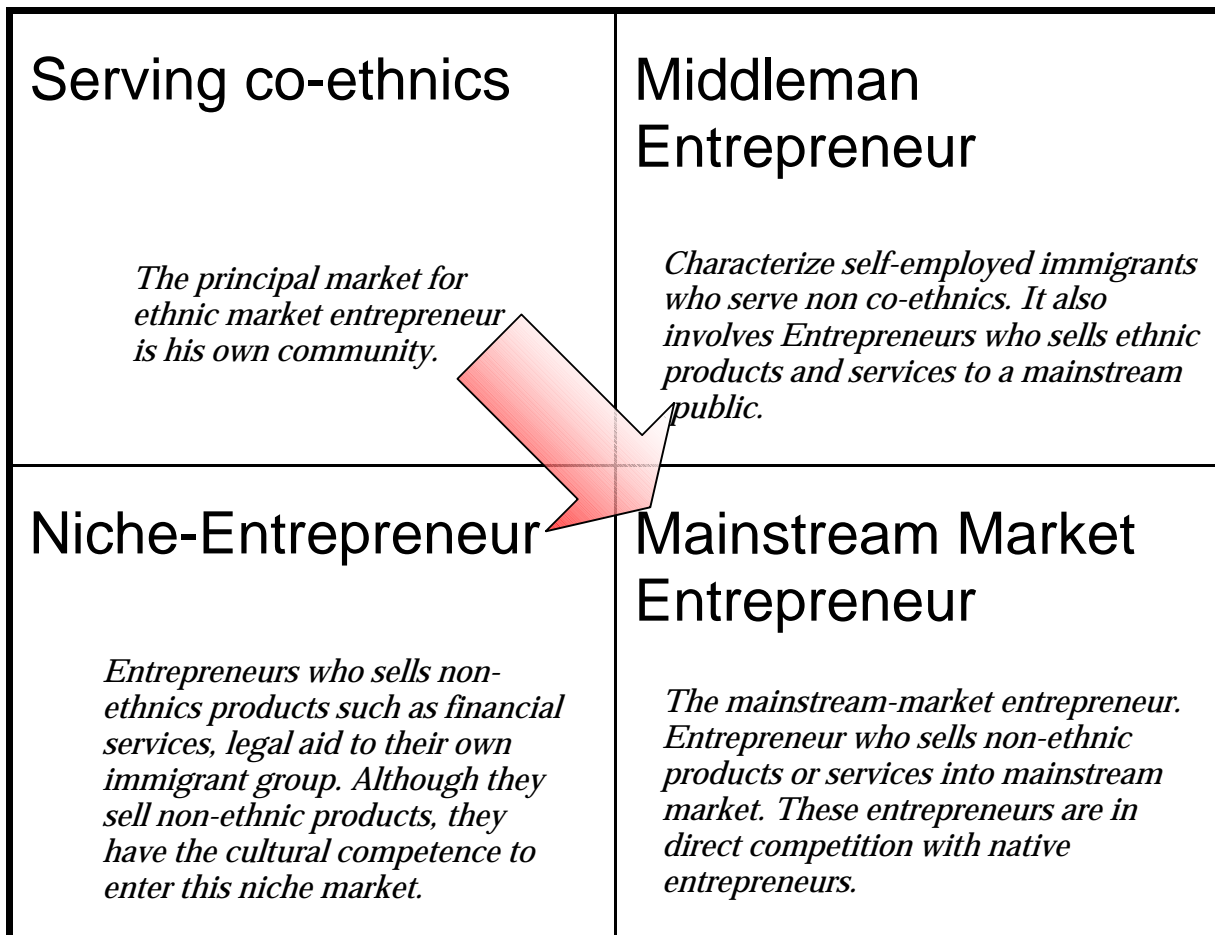 Serving co-ethnics
The principal market for
ethnic market entrepreneur
is his own community.
Middleman
Entrepreneur
Characterize self-employed immigrants
who serve non co-ethnics. It also
involves Entrepreneurs who sells ethnic
products and services to a mainstream
public.
Niche-Entrepreneur
Entrepreneurs who sells non-
ethnics products such as financial
services, legal aid to their own
immigrant group. Although they
sell non-ethnic products, they
have the cultural competence to
enter this niche market.
Mainstream Market
Entrepreneur
The mainstream-market entrepreneur.
Entrepreneur who sells non-ethnic
products or services into mainstream
market. These entrepreneurs are in
direct competition with native
entrepreneurs.